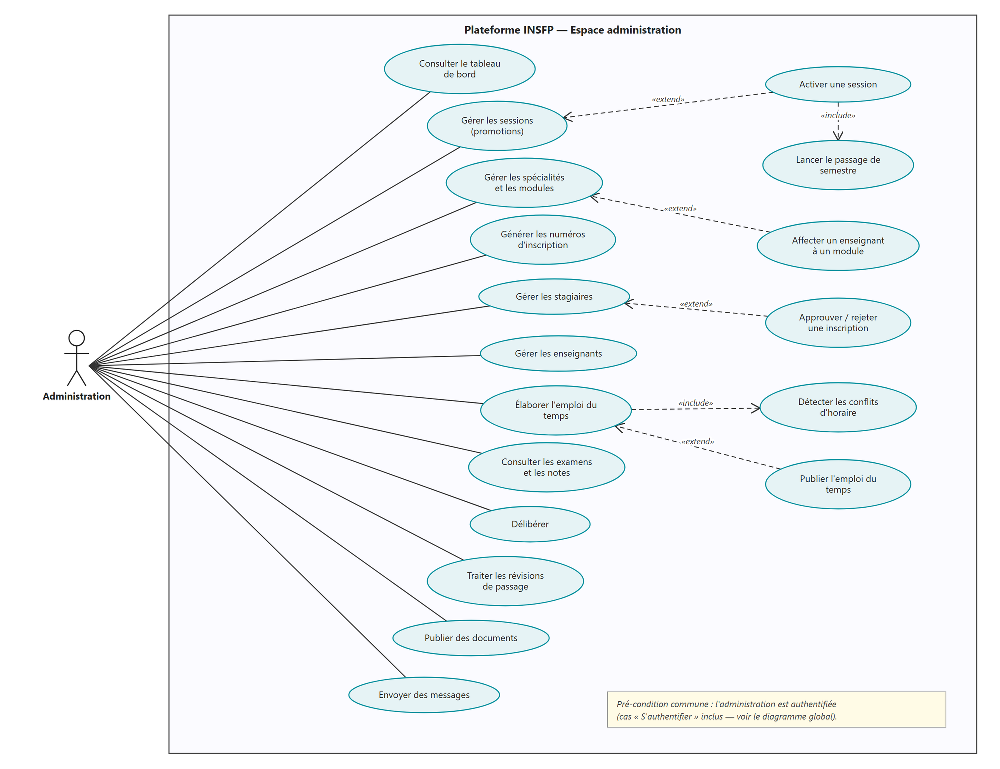 Plateforme INSFP — Espace administration
Consulter le tableau
de bord
Activer une session
«extend»
«include»
Gérer les sessions
(promotions)
Lancer le passage de
semestre
Gérer les spécialités
et les modules
«extend»
Générer les numéros
d'inscription
Affecter un enseignant
à un module
Gérer les stagiaires
«extend»
Approuver / rejeter
une inscription
Gérer les enseignants
Administration
Élaborer l'emploi du
temps
«include»
Détecter les conflits
d'horaire
«extend»
Consulter les examens
et les notes
Publier l'emploi du
temps
Délibérer
Traiter les révisions
de passage
Publier des documents
Envoyer des messages
Pré-condition commune : l'administration est authentifiée
(cas « S'authentifier » inclus — voir le diagramme global).